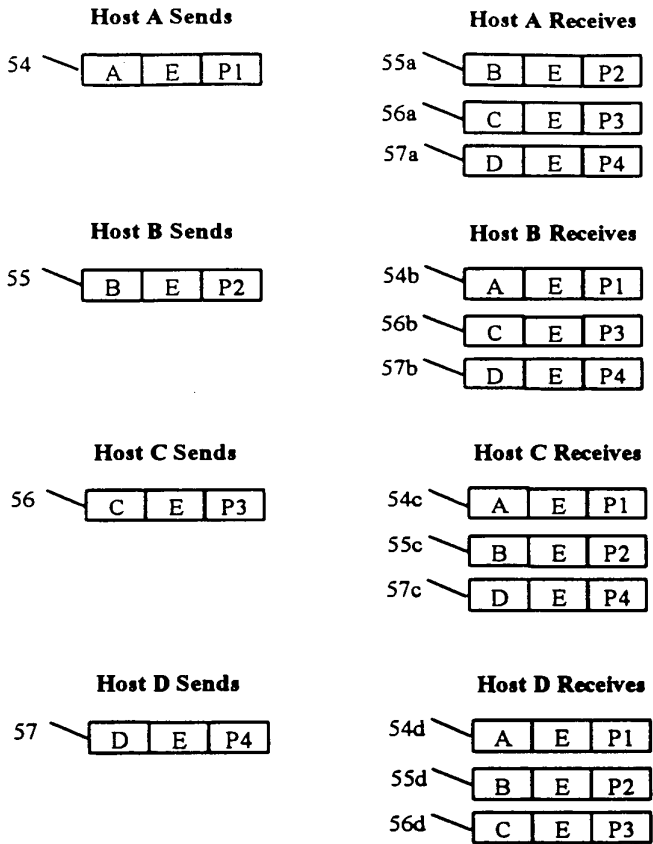 Host A Sends
Host A Receives
54
A E P1
55a
B E P2
56a
C E P3
57a
D E P4
Host B Sends
Host B Receives
55
B E P2
54b
A E P1
56b
C E P3
57b
D E P4
Host C Sends
Host C Receives
56
C E P3
54c
A E P1
55c
B E P2
57c
D E P4
Host D Sends
Host D Receives
57
D E P4
54d
A E P1
55d
B E P2
56d
C E P3